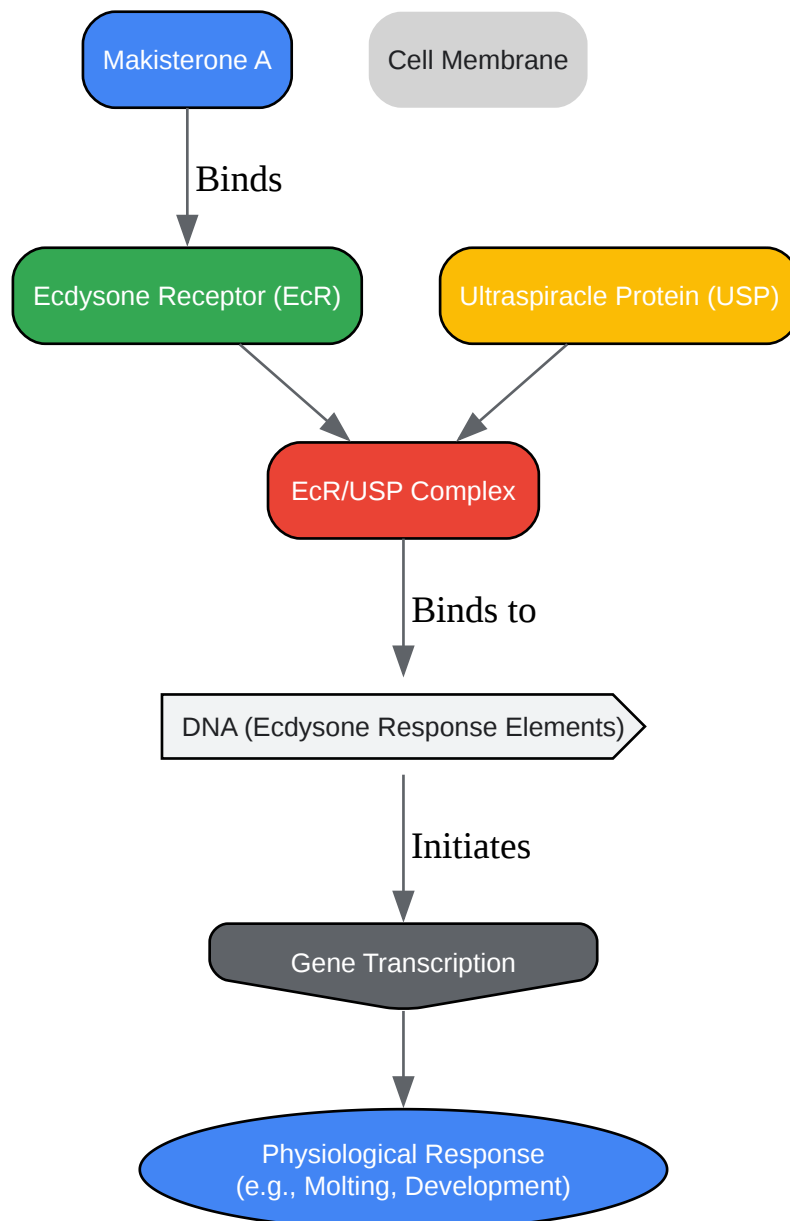 Makisterone A
Cell Membrane
Binds
Ecdysone Receptor (EcR)
Ultraspiracle Protein (USP)
EcR/USP Complex
Binds to
DNA (Ecdysone Response Elements)
Initiates
Gene Transcription
Physiological Response
(e.g., Molting, Development)